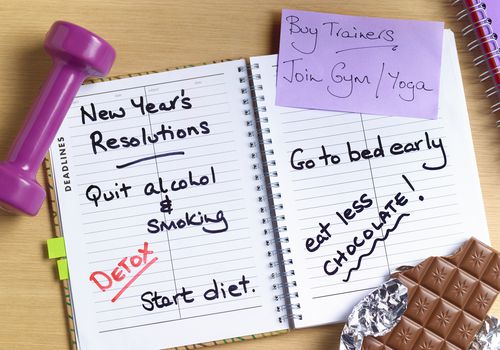 New Year's
Resolutions
DEADLINES
Quit alcohol
&
smoking
DETOX
Start diet.
Buy Trainers
Join Gym / Yoga
Go to bed early
eat less
CHOCOLATE!